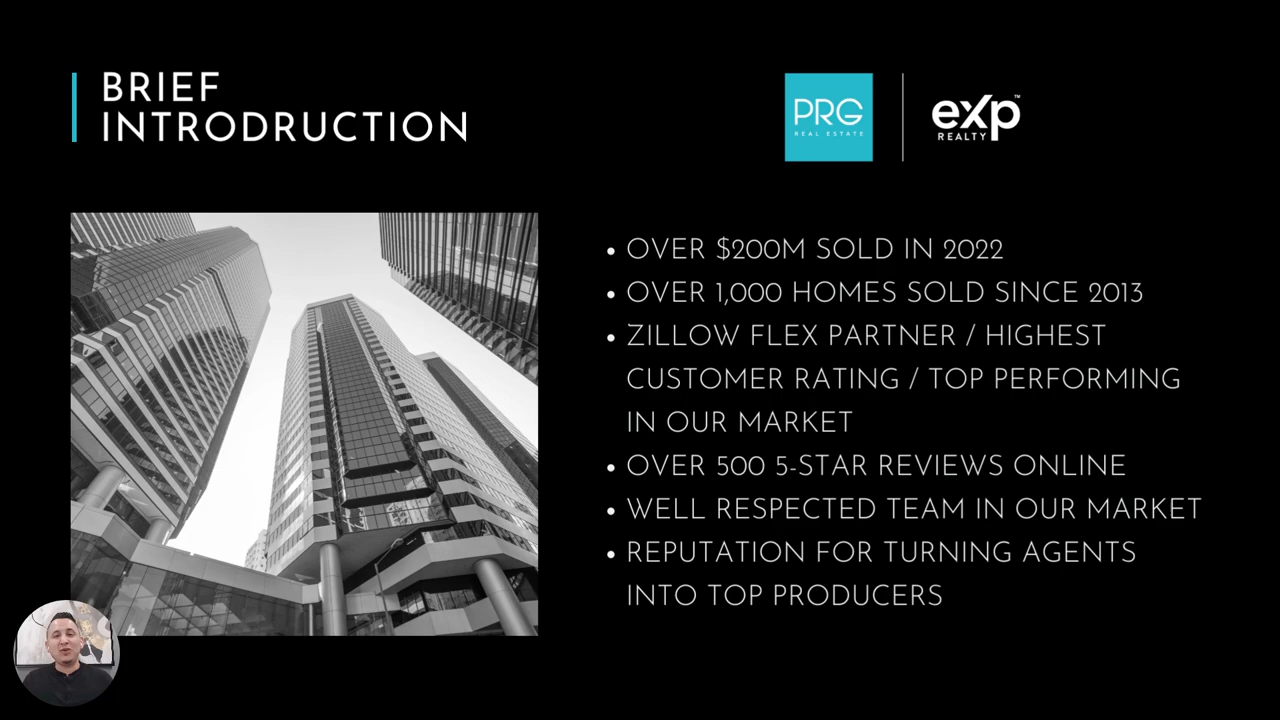 BRIEF
INTRODRUCTION
PRG
REAL ESTATE
eXp™
REALTY
• OVER $200M SOLD IN 2022
• OVER 1,000 HOMES SOLD SINCE 2013
• ZILLOW FLEX PARTNER / HIGHEST
CUSTOMER RATING / TOP PERFORMING
IN OUR MARKET
• OVER 500 5-STAR REVIEWS ONLINE
• WELL RESPECTED TEAM IN OUR MARKET
• REPUTATION FOR TURNING AGENTS
INTO TOP PRODUCERS